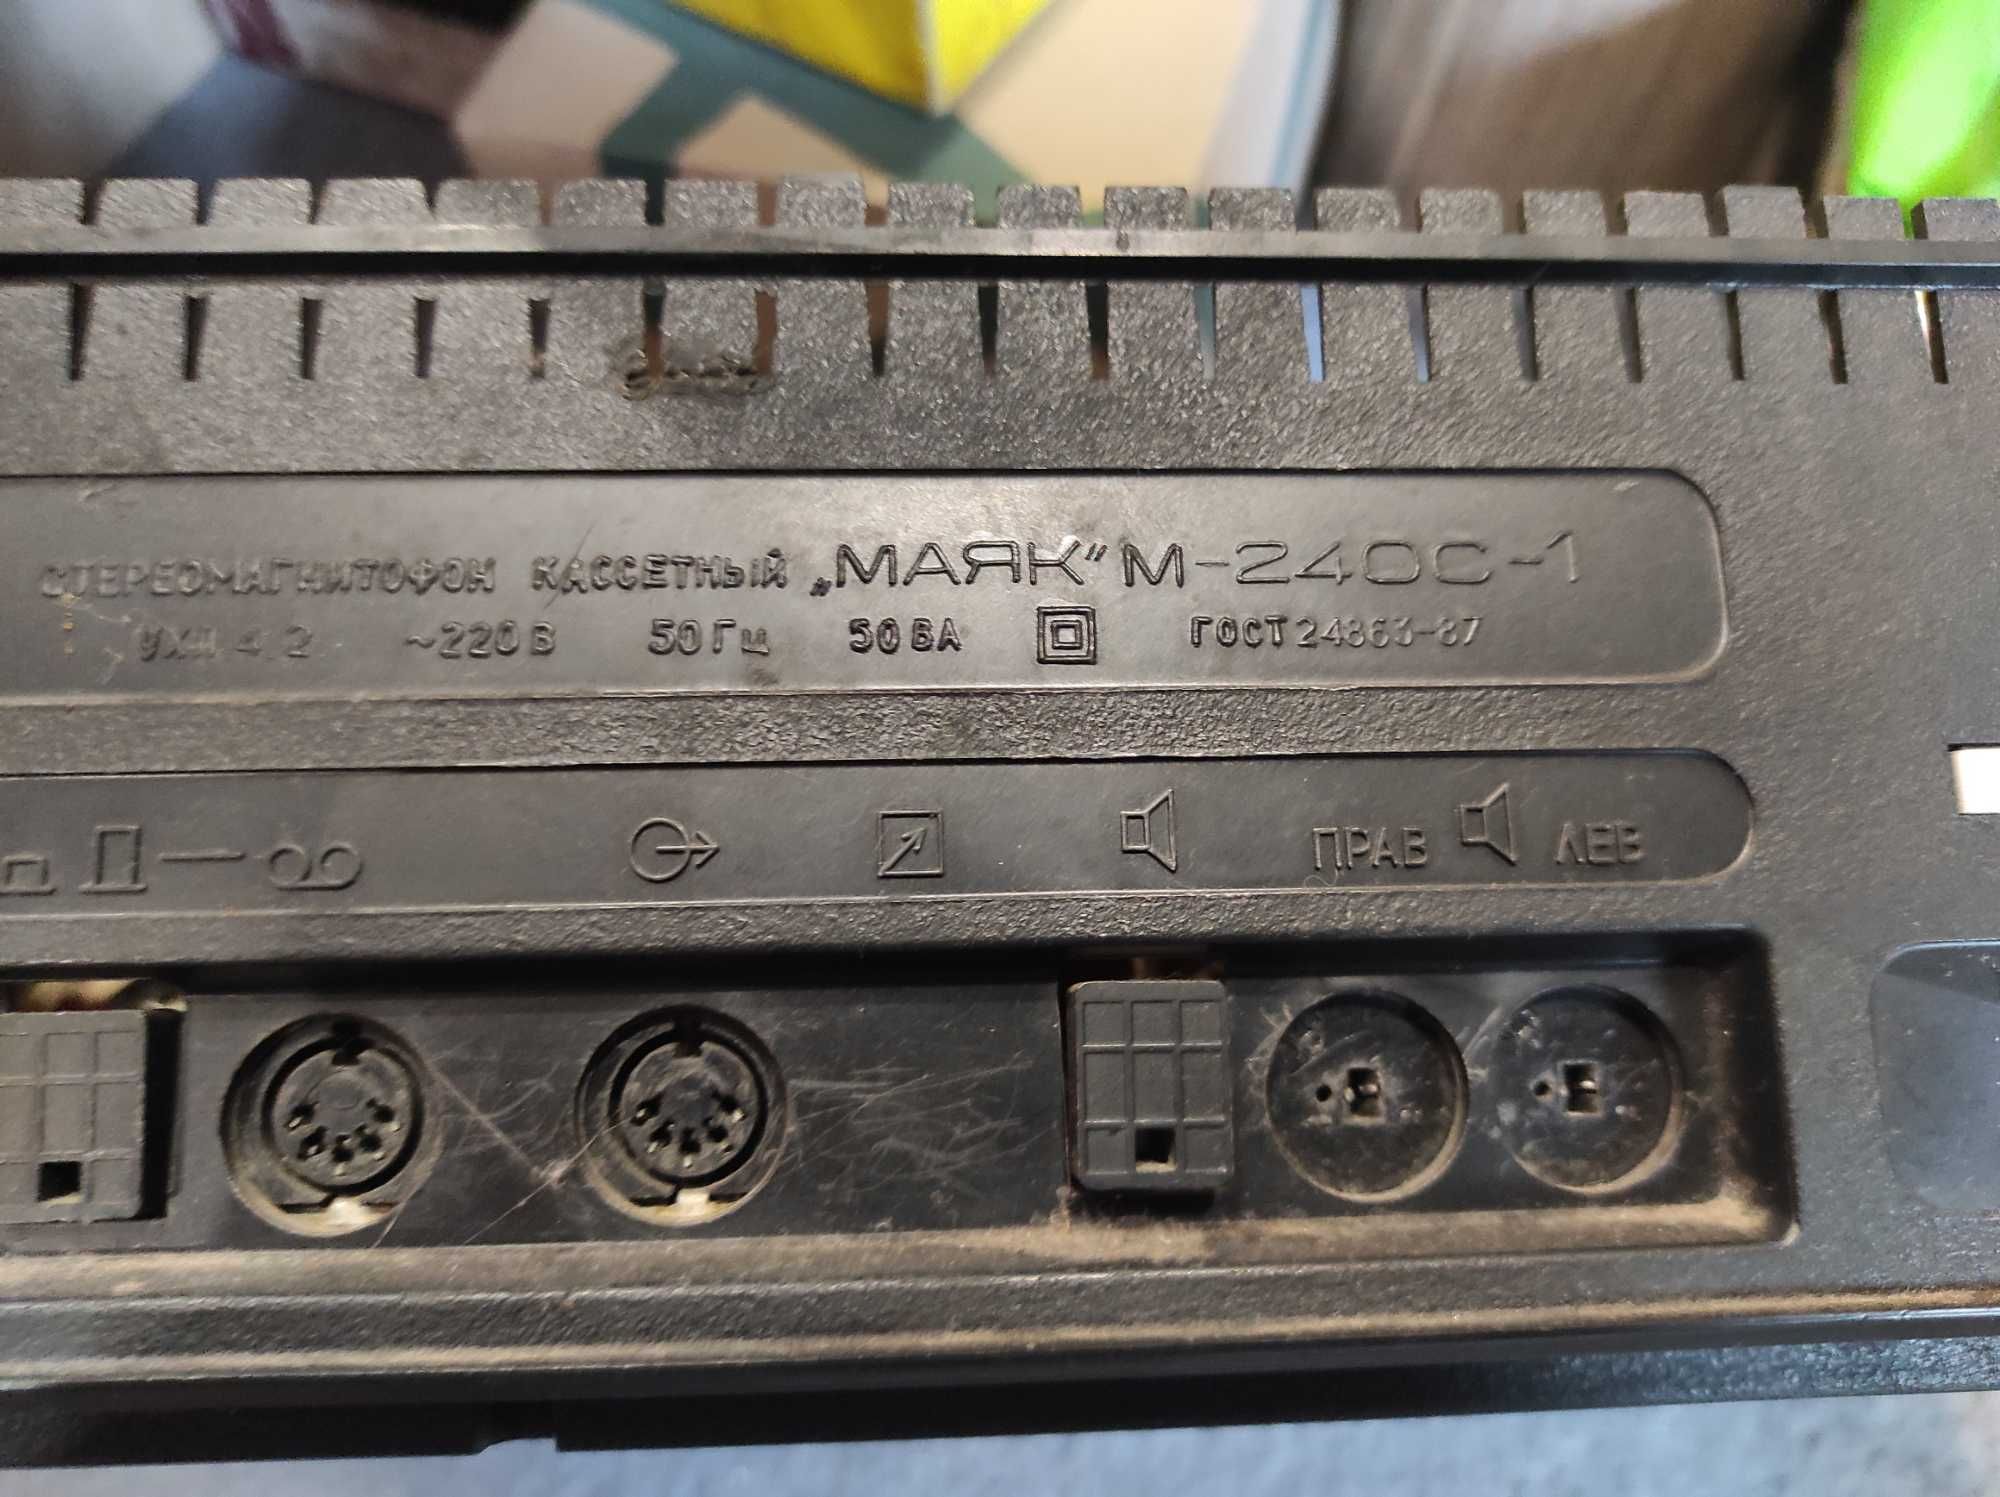 СТЕРЕОМАГНИТОФОН КАССЕТНЫЙ „МАЯК“ М-240С-1
УХЛ 4.2 ~220 В 50 Гц 50 ВА ГОСТ 24863-87
ПРАВ ЛЕВ